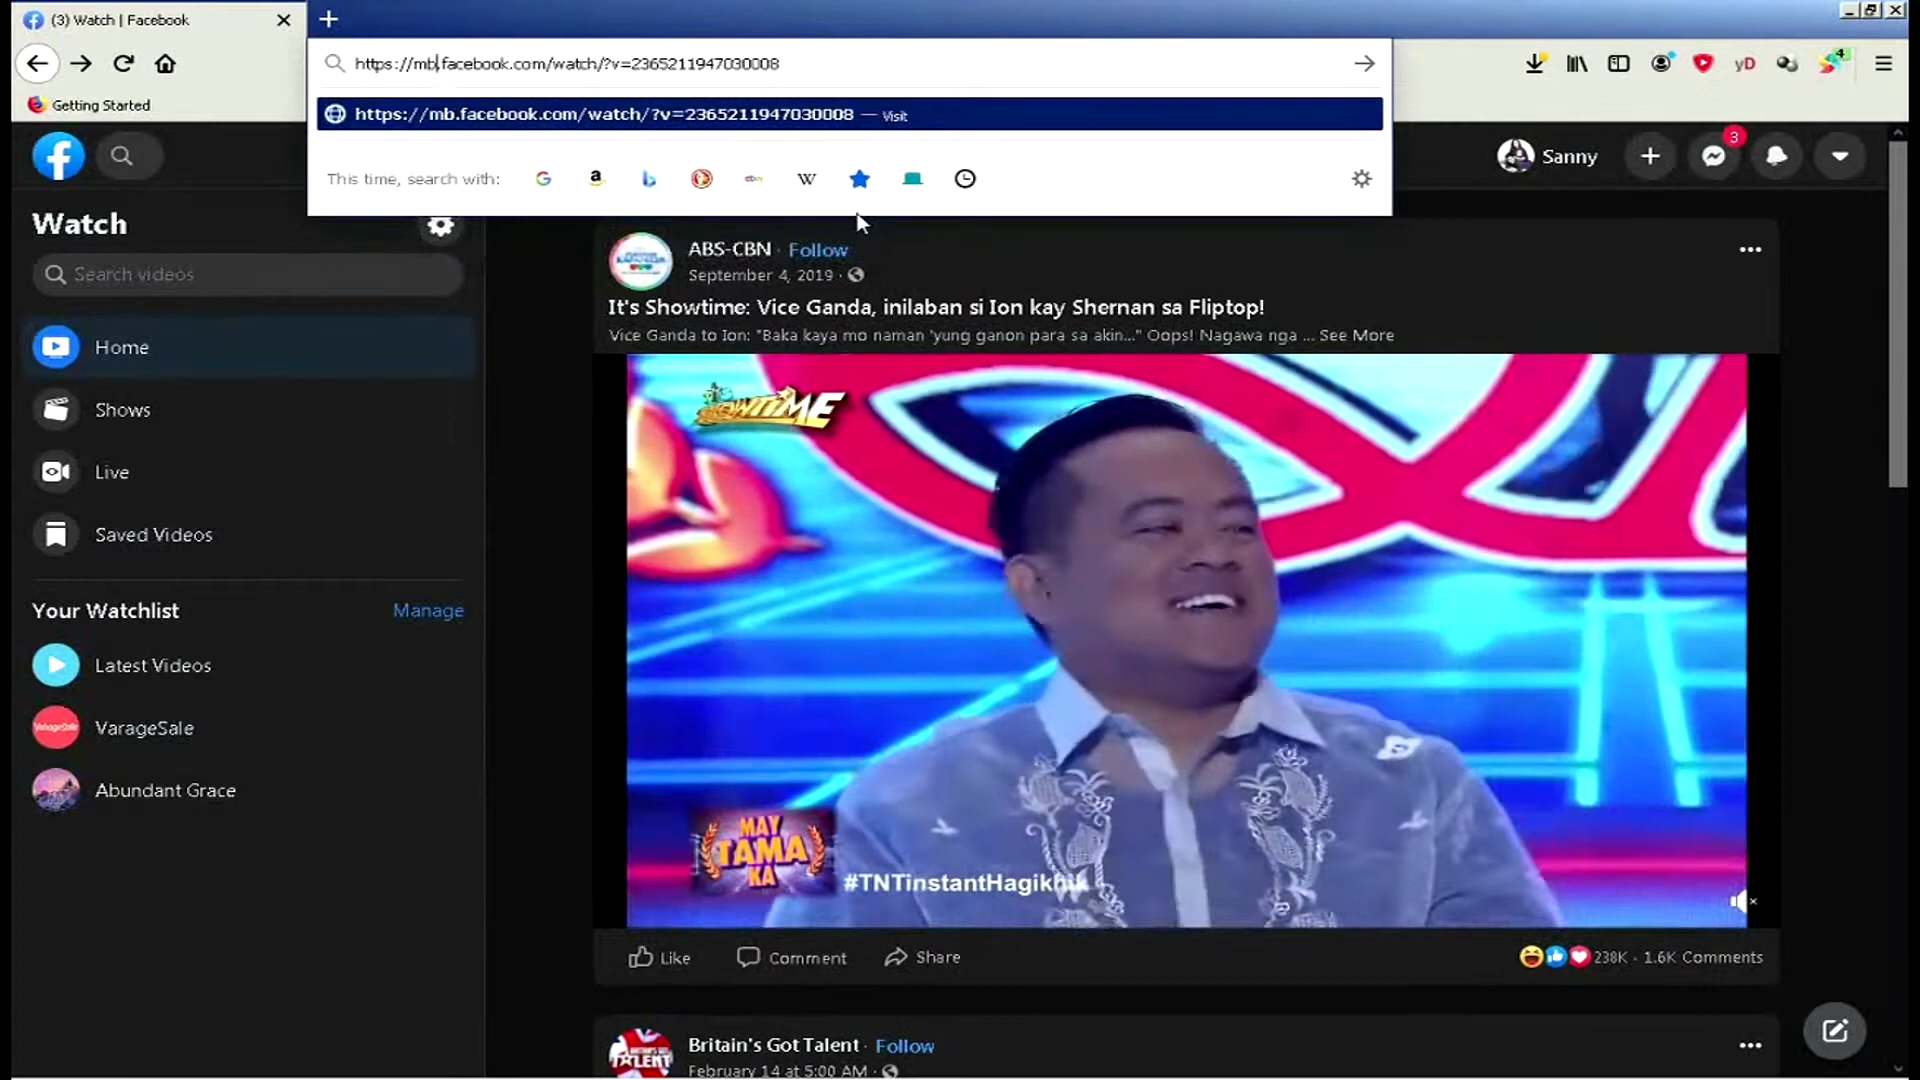 (3) Watch | Facebook
https://mb.facebook.com/watch/?v=2365211947030008
Getting Started
https://mb.facebook.com/watch/?v=2365211947030008 — Visit
This time, search with:
yD
4
3
Sanny
Watch
Search videos
Home
Shows
Live
Saved Videos
Your Watchlist
Manage
Latest Videos
VarageSale
Abundant Grace
ABS-CBN · Follow
September 4, 2019 ·
It's Showtime: Vice Ganda, inilaban si Ion kay Shernan sa Fliptop!
Vice Ganda to Ion: "Baka kaya mo naman 'yung ganon para sa akin..." Oops! Nagawa nga ... See More
SHOWTIME
MAY
TAMA
KA
#TNTinstantHagikhik
Like
Comment
Share
238K · 1.6K Comments
Britain's Got Talent · Follow
February 14 at 5:00 AM ·